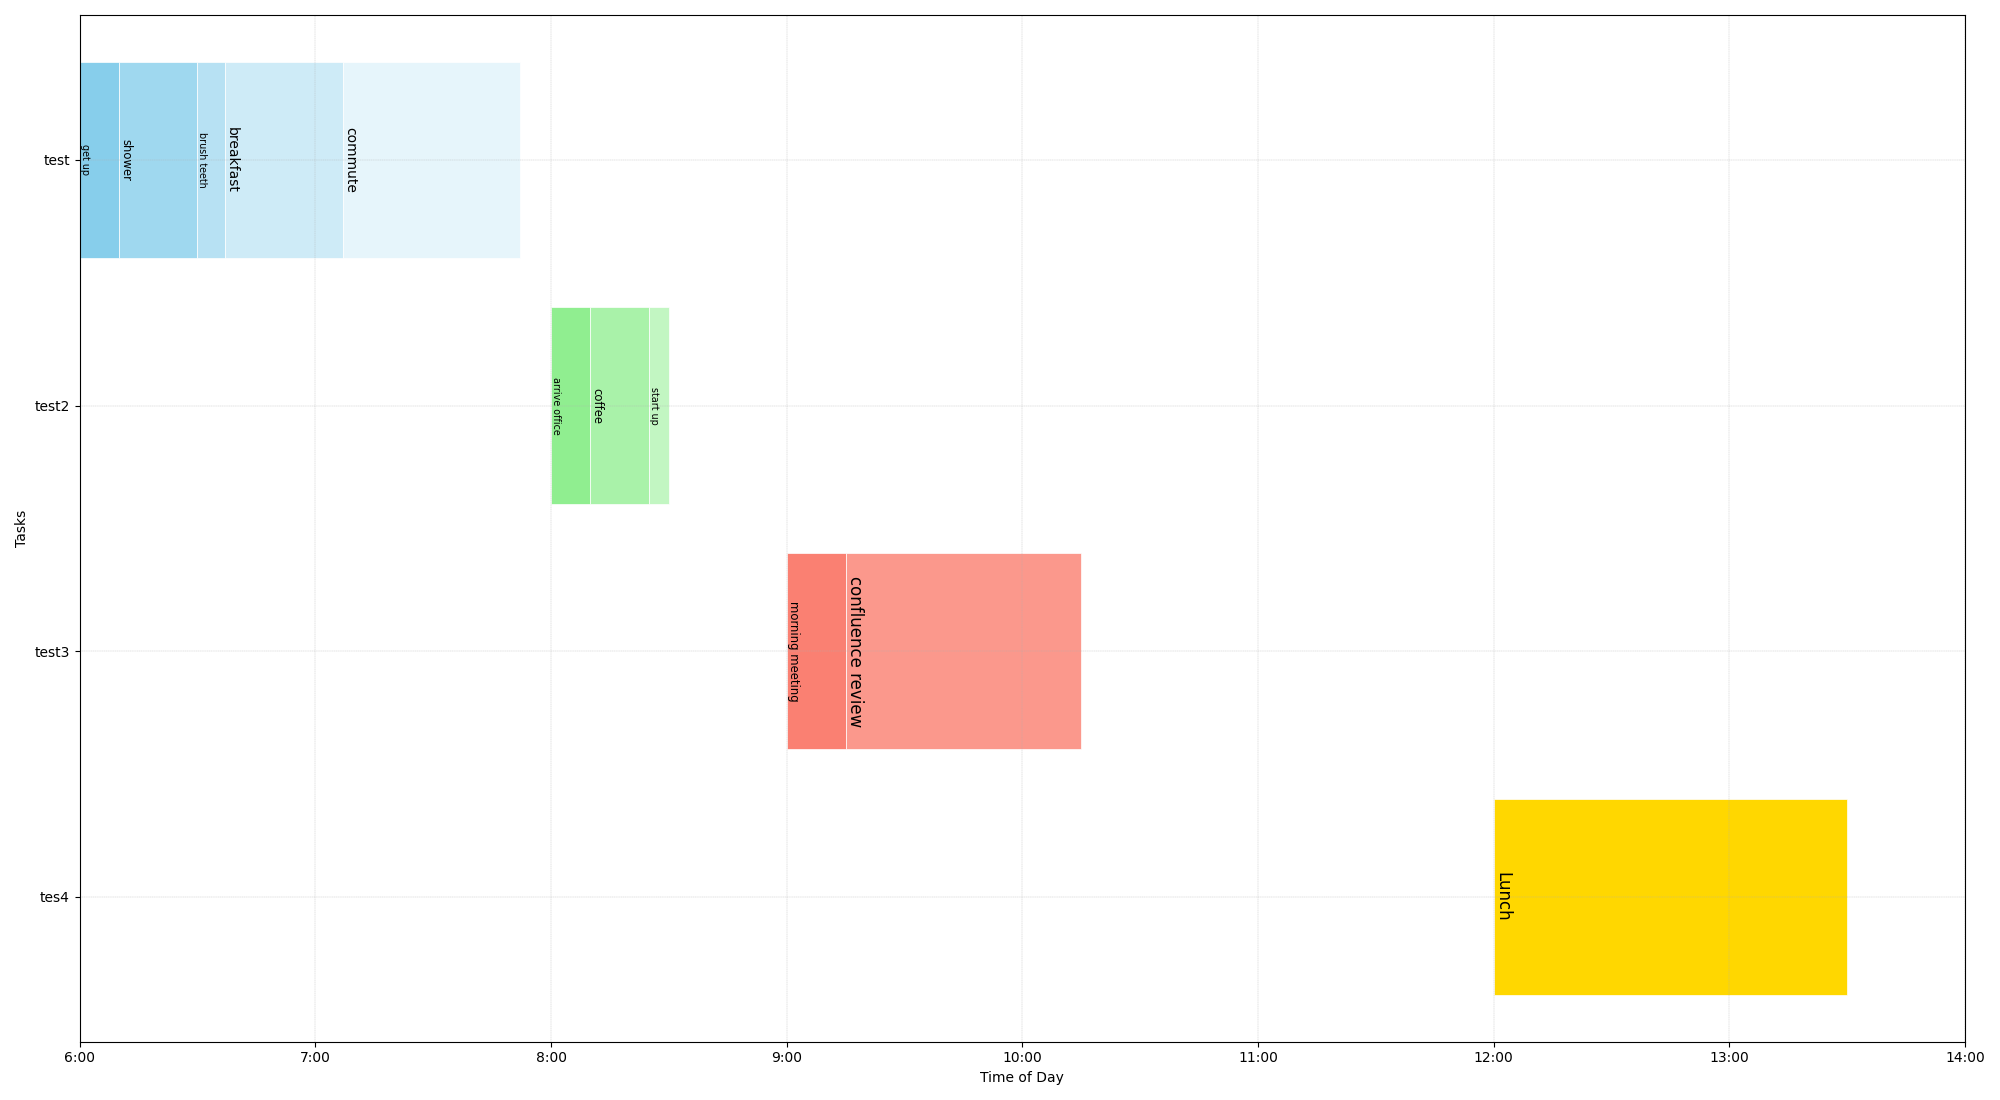 test
get up
shower
brush teeth
breakfast
commute
test2
arrive office
coffee
start up
Tasks
test3
morning meeting
confluence review
tes4
Lunch
6:00 7:00 8:00 9:00 10:00 11:00 12:00 13:00 14:00
Time of Day